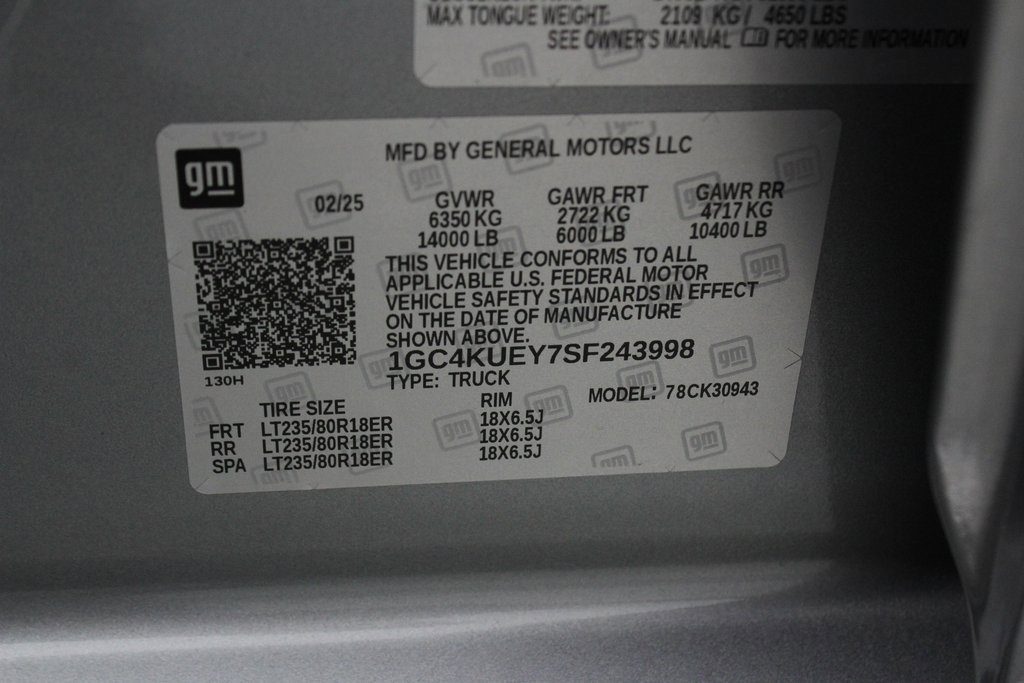 MAX TONGUE WEIGHT: 2109 KG / 4650 LBS
SEE OWNER'S MANUAL FOR MORE INFORMATION
gm
MFD BY GENERAL MOTORS LLC
02/25 GVWR GAWR FRT GAWR RR
6350 KG 2722 KG 4717 KG
14000 LB 6000 LB 10400 LB
THIS VEHICLE CONFORMS TO ALL
APPLICABLE U.S. FEDERAL MOTOR
VEHICLE SAFETY STANDARDS IN EFFECT
ON THE DATE OF MANUFACTURE
SHOWN ABOVE.
1GC4KUEY7SF243998
130H
TYPE: TRUCK
MODEL: 78CK30943
TIRE SIZE RIM
FRT LT235/80R18ER 18X6.5J
RR LT235/80R18ER 18X6.5J
SPA LT235/80R18ER 18X6.5J